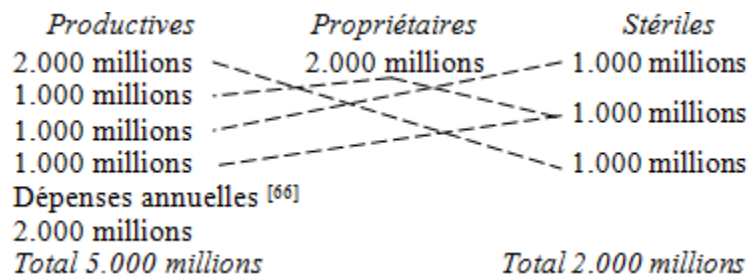 Productives Propriétaires Stériles
2.000 millions 2.000 millions 1.000 millions
1.000 millions
1.000 millions 1.000 millions
1.000 millions 1.000 millions
Dépenses annuelles [66]
2.000 millions
Total 5.000 millions Total 2.000 millions